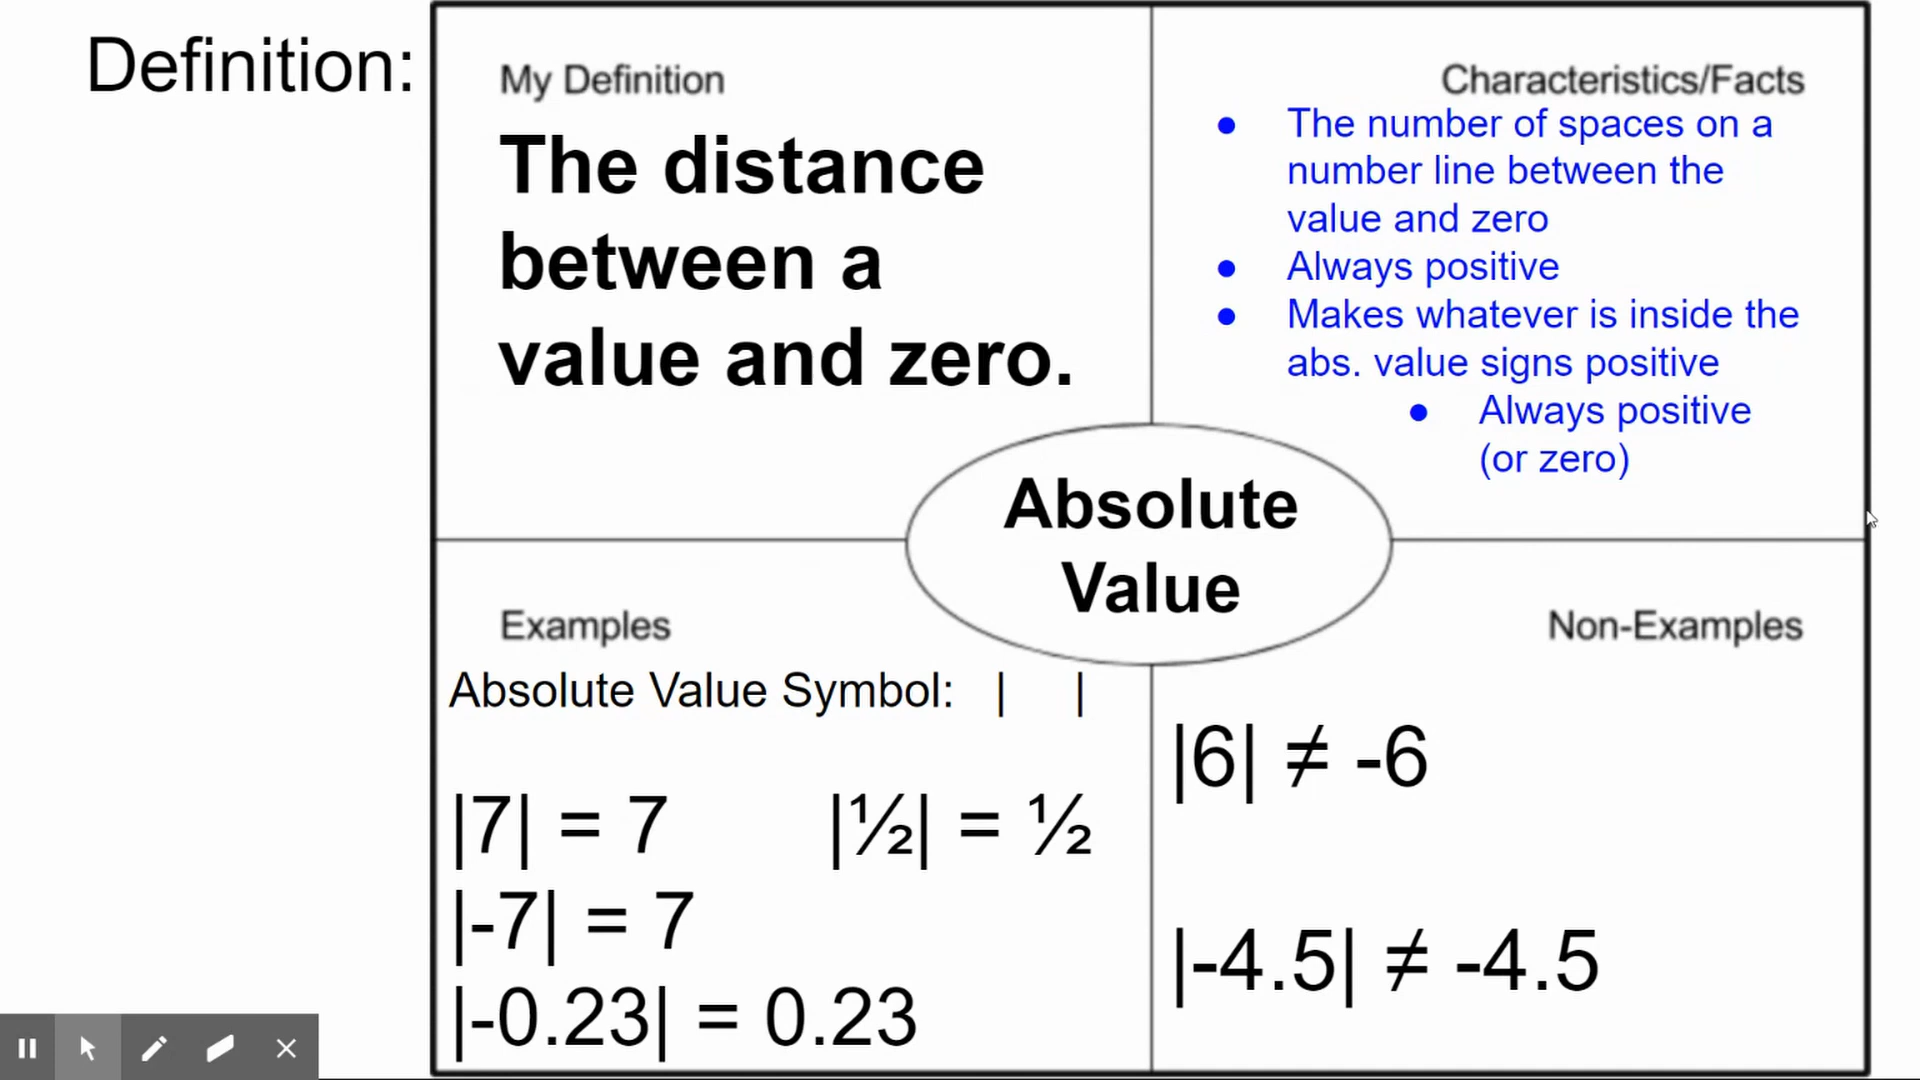 Definition:
My Definition
The distance
between a
value and zero.
Characteristics/Facts
● The number of spaces on a
number line between the
value and zero
● Always positive
● Makes whatever is inside the
abs. value signs positive
● Always positive
(or zero)
Absolute
Value
Examples
Absolute Value Symbol: | |
|7| = 7 |½| = ½
|-7| = 7
|-0.23| = 0.23
Non-Examples
|6| ≠ -6
|-4.5| ≠ -4.5